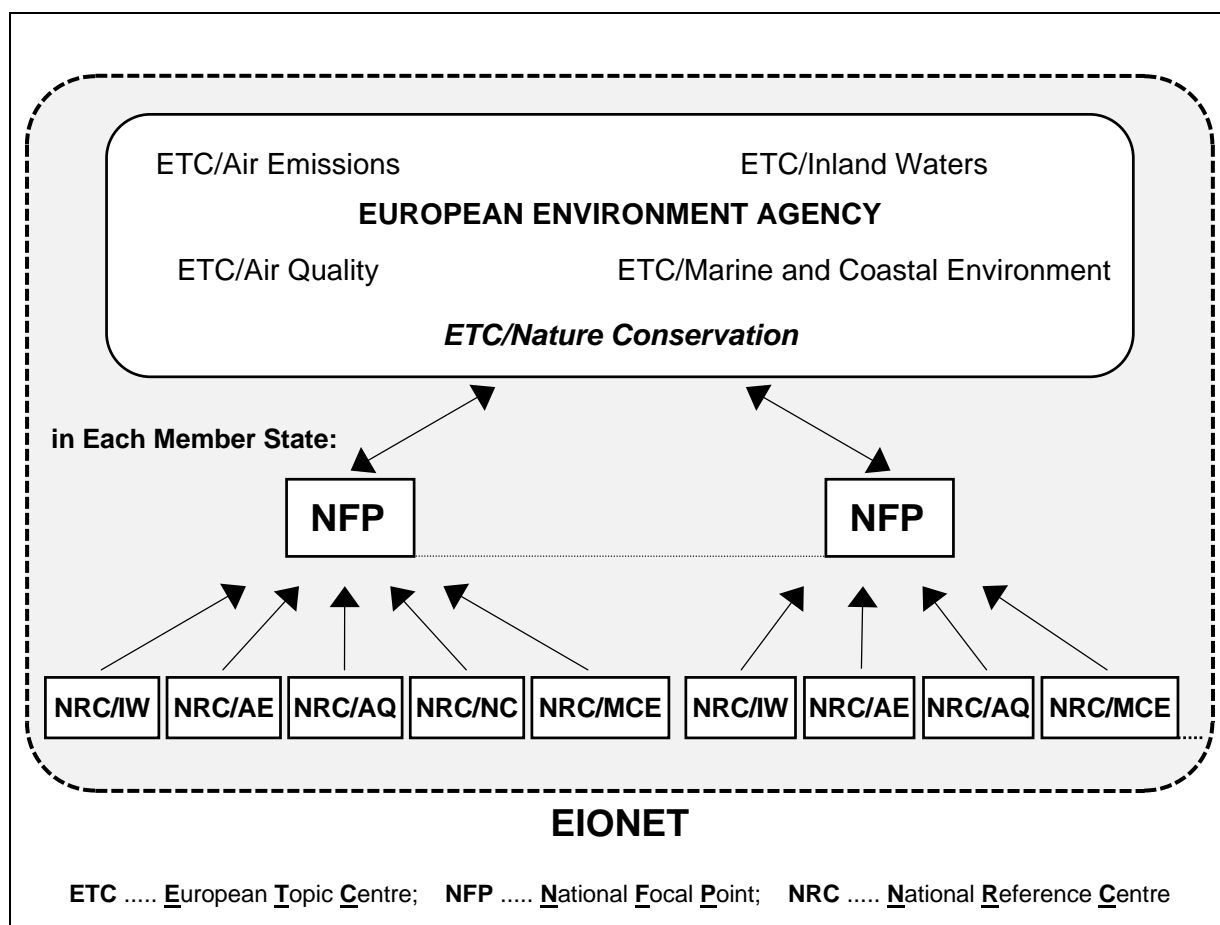 ETC/Air Emissions ETC/Inland Waters
EUROPEAN ENVIRONMENT AGENCY
ETC/Air Quality ETC/Marine and Coastal Environment
ETC/Nature Conservation
in Each Member State:
NFP NFP
NRC/IW NRC/AE NRC/AQ NRC/NC NRC/MCE NRC/IW NRC/AE NRC/AQ NRC/MCE .....
EIONET
ETC ..... European Topic Centre; NFP ..... National Focal Point; NRC ..... National Reference Centre